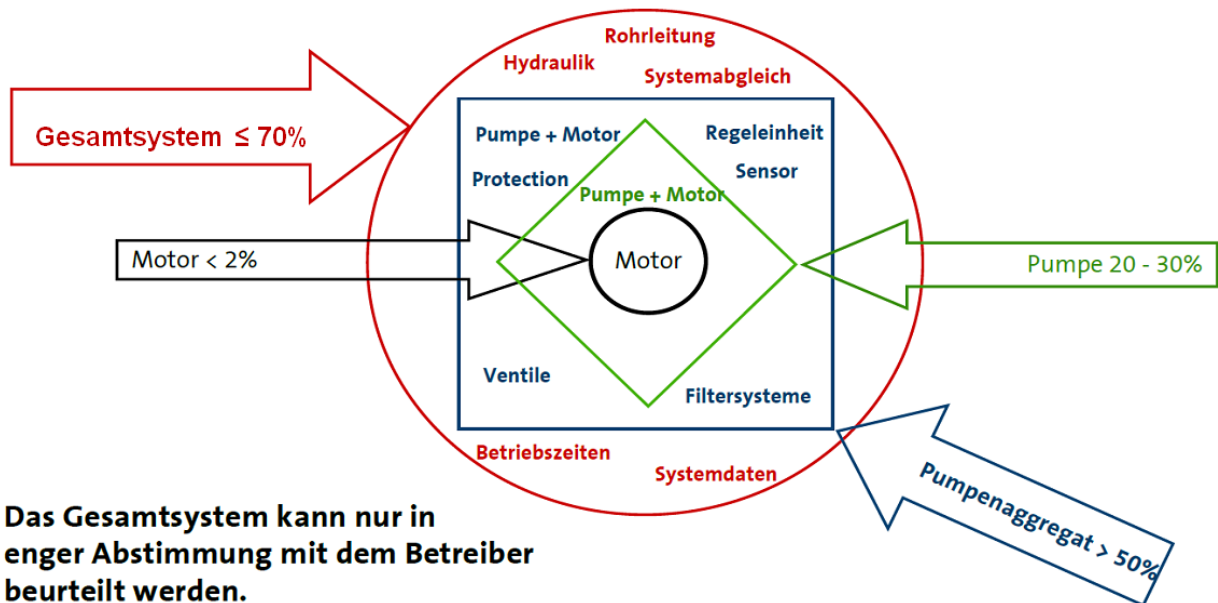 Rohrleitung
Hydraulik
Systemabgleich
Gesamtsystem ≤ 70%
Pumpe + Motor
Regeleinheit
Protection
Sensor
Pumpe + Motor
Motor < 2%
Motor
Pumpe 20 - 30%
Ventile
Filtersysteme
Betriebszeiten
Systemdaten
Pumpenaggregat > 50%
Das Gesamtsystem kann nur in
enger Abstimmung mit dem Betreiber
beurteilt werden.